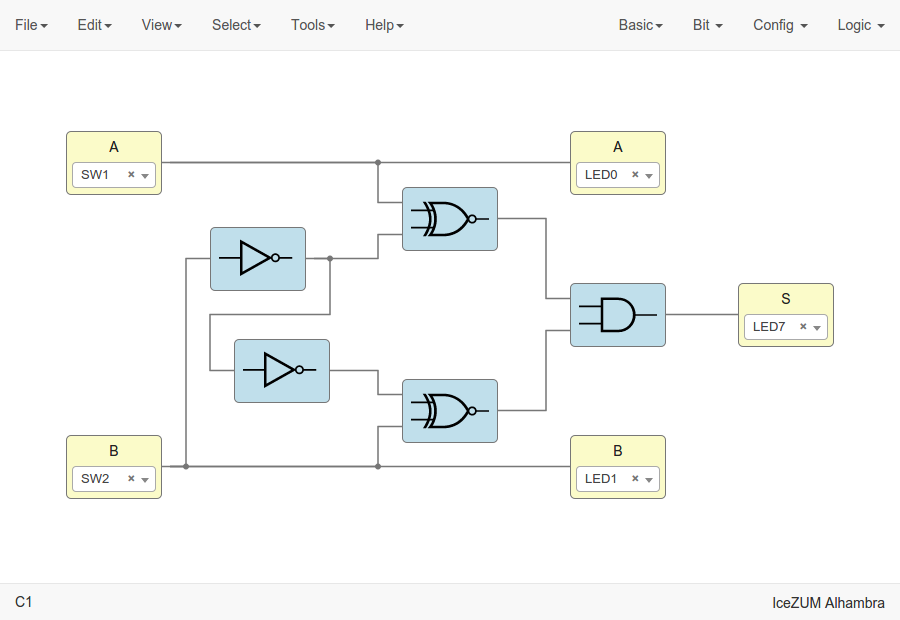 File Edit View Select Tools Help Basic Bit Config Logic
A
SW1 ×
A
LED0 ×
S
LED7 ×
B
SW2 ×
B
LED1 ×
C1
IceZUM Alhambra